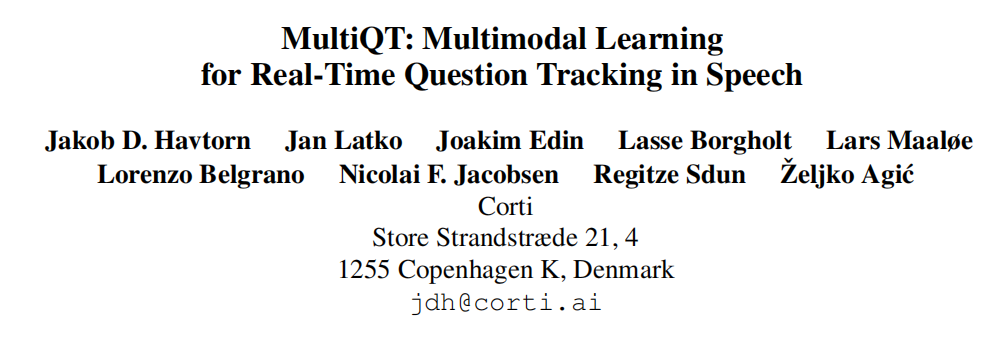 MultiQT: Multimodal Learning
for Real-Time Question Tracking in Speech
Jakob D. Havtorn Jan Latko Joakim Edin Lasse Borgholt Lars Maaløe
Lorenzo Belgrano Nicolai F. Jacobsen Regitze Sdun Željko Agić
Corti
Store Strandstræde 21, 4
1255 Copenhagen K, Denmark
jdh@corti.ai